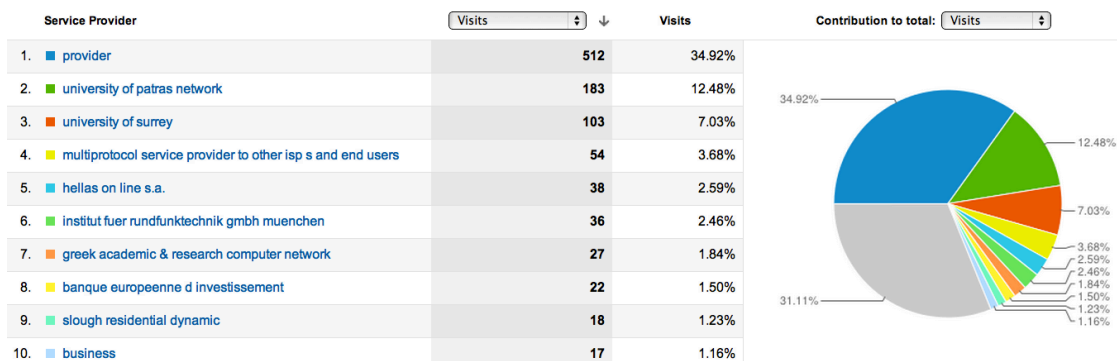 Service Provider Visits Visits Contribution to total: Visits
1. provider 512 34.92%
2. university of patras network 183 12.48%
3. university of surrey 103 7.03%
4. multiprotocol service provider to other isp s and end users 54 3.68%
5. hellas on line s.a. 38 2.59%
6. institut fuer rundfunktechnik gmbh muenchen 36 2.46%
7. greek academic & research computer network 27 1.84%
8. banque europeenne d investissement 22 1.50%
9. slough residential dynamic 18 1.23%
10. business 17 1.16%
34.92%
12.48%
7.03%
3.68%
2.59%
2.46%
1.84%
1.50%
31.11%
1.23%
1.16%